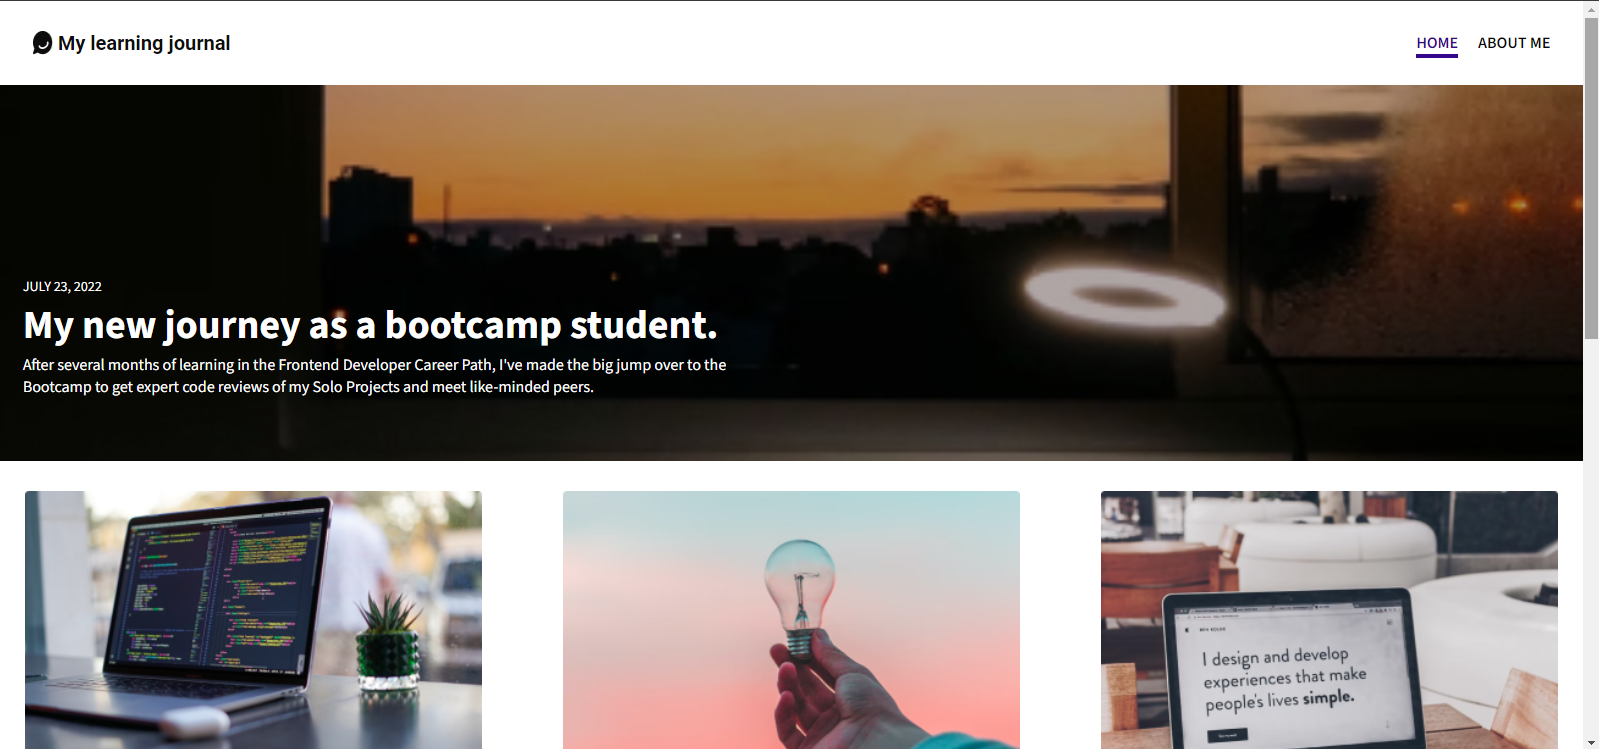 My learning journal
HOME ABOUT ME
JULY 23, 2022
My new journey as a bootcamp student.
After several months of learning in the Frontend Developer Career Path, I've made the big jump over to the
Bootcamp to get expert code reviews of my Solo Projects and meet like-minded peers.
I design and develop
experiences that make
people's lives simple.